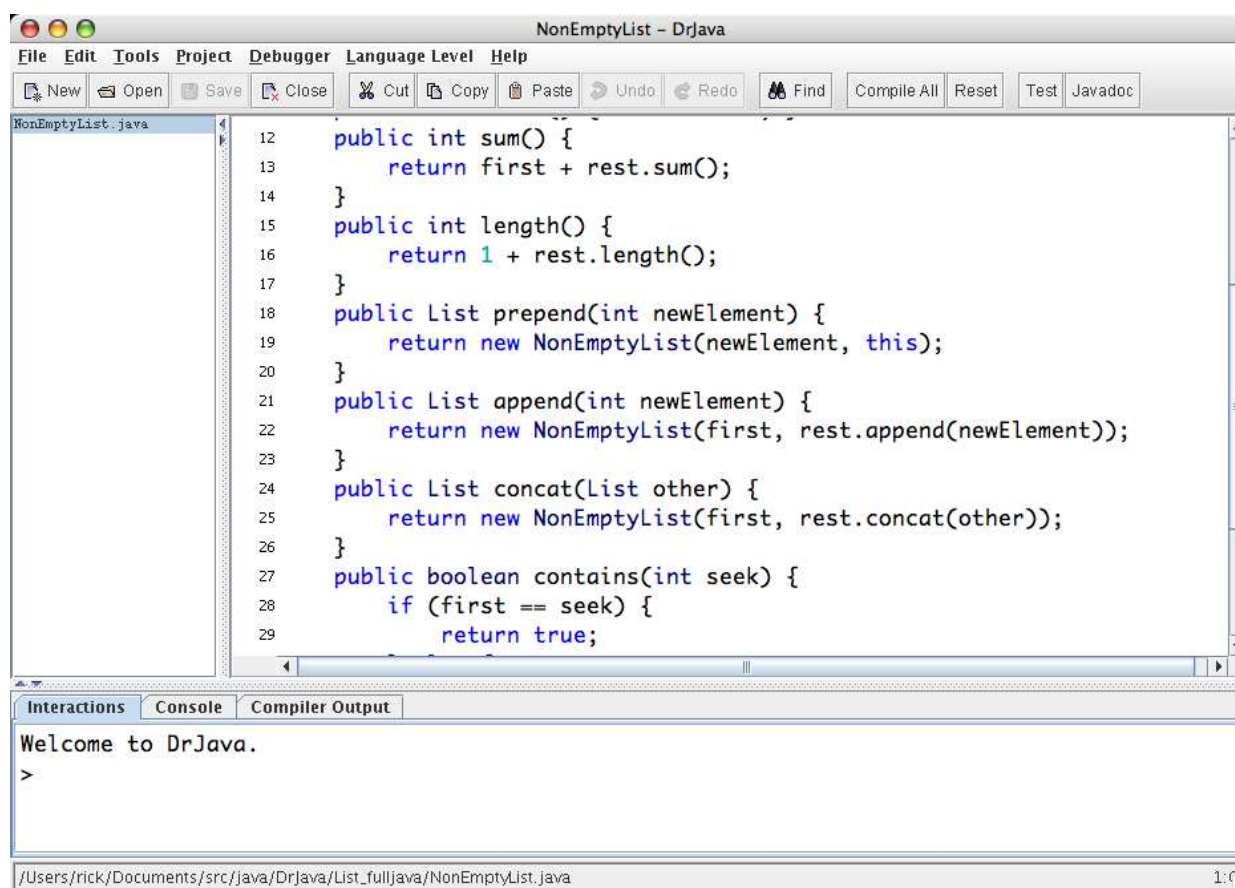 NonEmptyList – DrJava
File Edit Tools Project Debugger Language Level Help
New Open Save Close Cut Copy Paste Undo Redo Find Compile All Reset Test Javadoc
NonEmptyList.java
12 public int sum() {
13 return first + rest.sum();
14 }
15 public int length() {
16 return 1 + rest.length();
17 }
18 public List prepend(int newElement) {
19 return new NonEmptyList(newElement, this);
20 }
21 public List append(int newElement) {
22 return new NonEmptyList(first, rest.append(newElement));
23 }
24 public List concat(List other) {
25 return new NonEmptyList(first, rest.concat(other));
26 }
27 public boolean contains(int seek) {
28 if (first == seek) {
29 return true;
Interactions Console Compiler Output
Welcome to DrJava.
>
/Users/rick/Documents/src/java/DrJava/List_fulljava/NonEmptyList.java